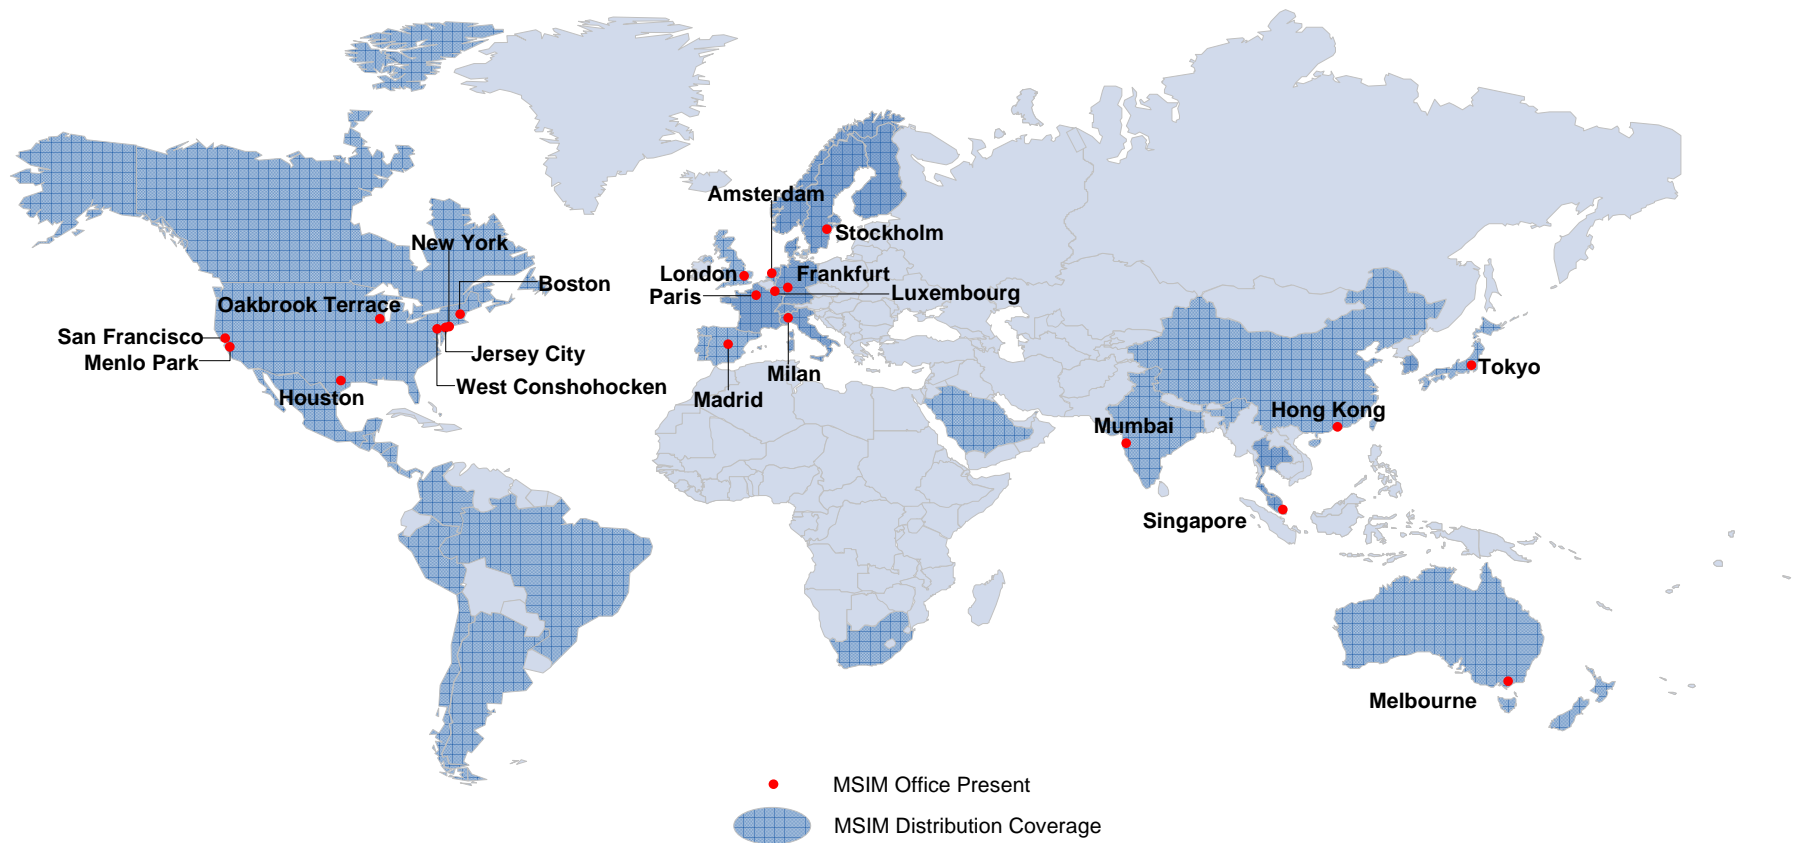 Amsterdam
Stockholm
New York
London
Frankfurt
Boston
Paris
Luxembourg
Oakbrook Terrace
San Francisco
Menlo Park
Jersey City
West Conshohocken
Houston
Milan
Madrid
Tokyo
Hong Kong
Mumbai
Singapore
Melbourne
MSIM Office Present
MSIM Distribution Coverage